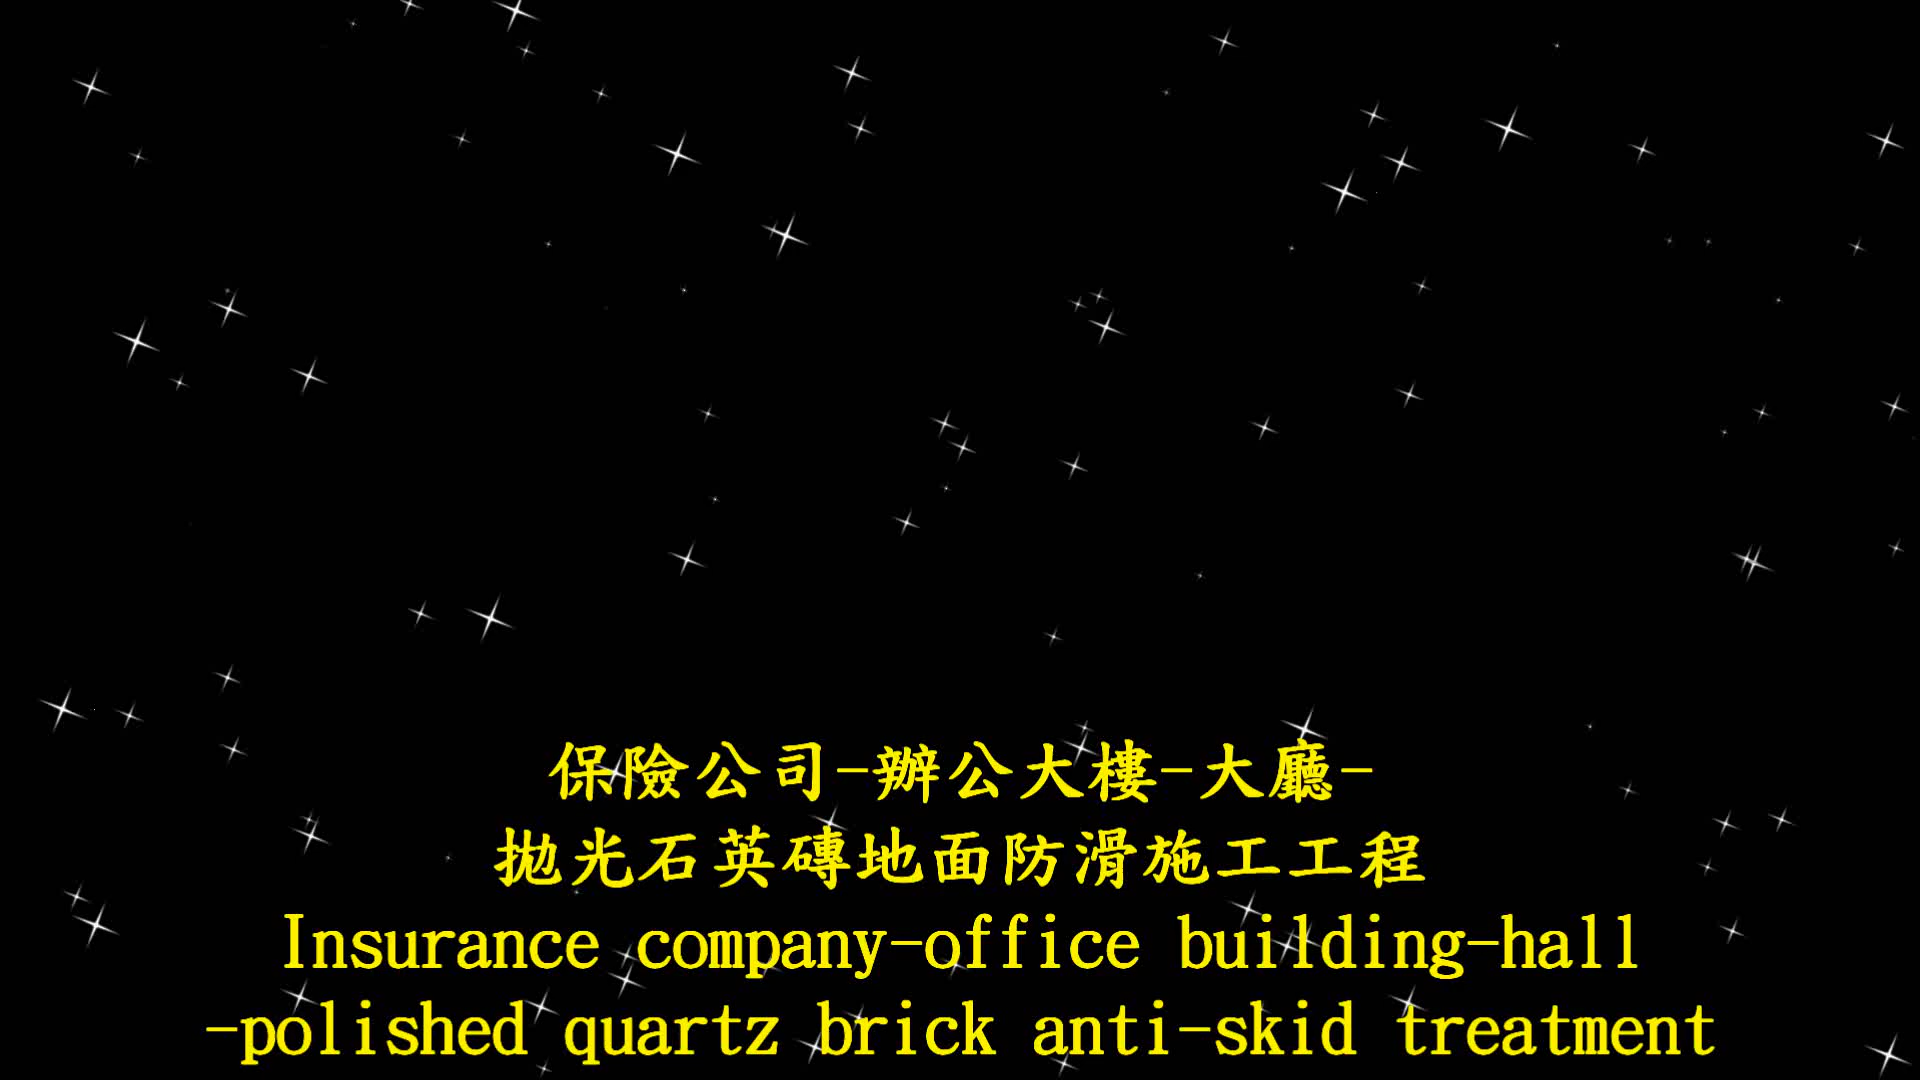 保險公司-辦公大樓-大廳-
拋光石英磚地面防滑施工工程
Insurance company-office building-hall
-polished quartz brick anti-skid treatment